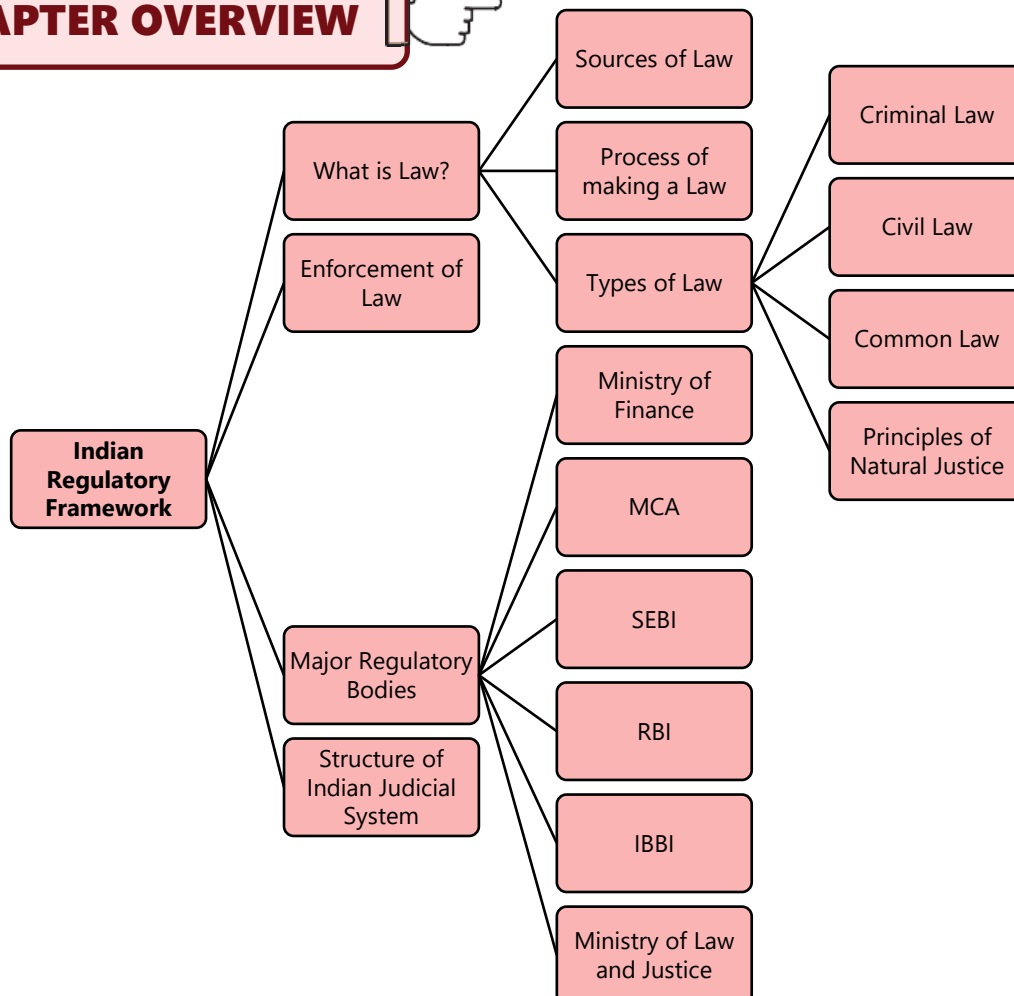 APTER OVERVIEW
Sources of Law
Criminal Law
What is Law?
Process of
making a Law
Civil Law
Enforcement of
Law
Types of Law
Common Law
Ministry of
Finance
Principles of
Natural Justice
Indian
Regulatory
Framework
MCA
SEBI
Major Regulatory
Bodies
RBI
Structure of
Indian Judicial
System
IBBI
Ministry of Law
and Justice